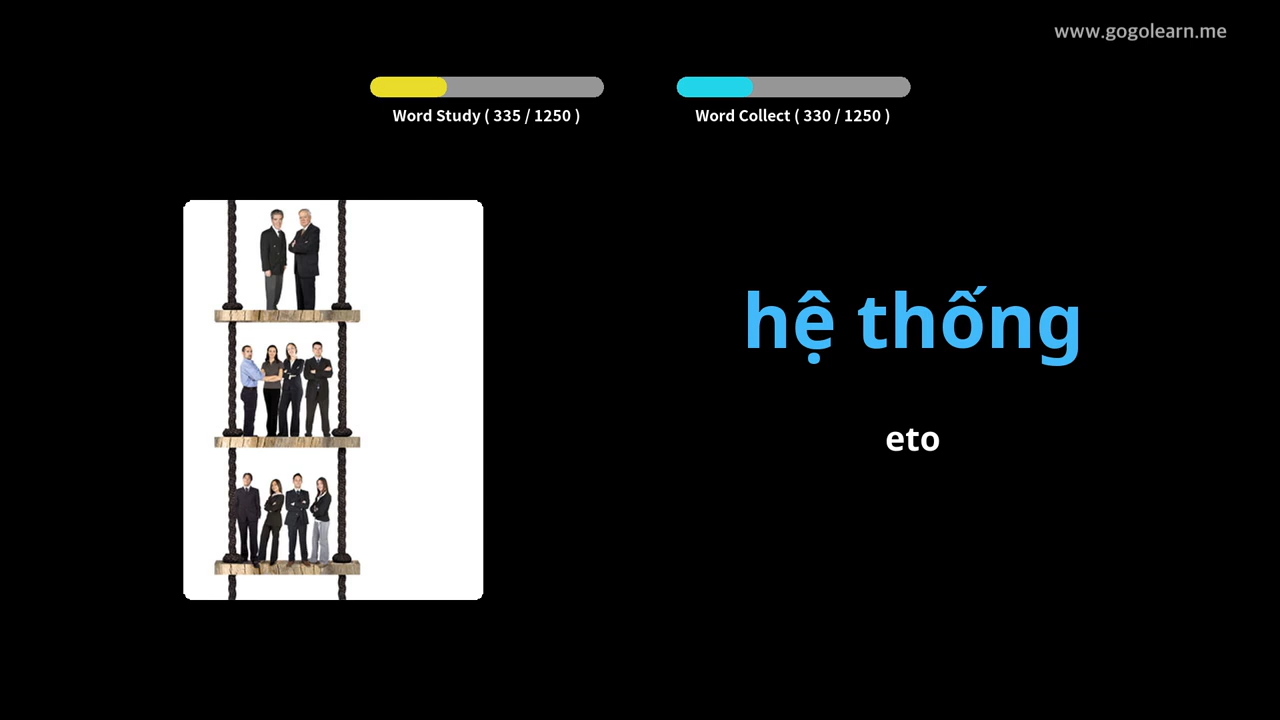 www.gogolearn.me
Word Study ( 335 / 1250 )
Word Collect ( 330 / 1250 )
hệ thống
eto